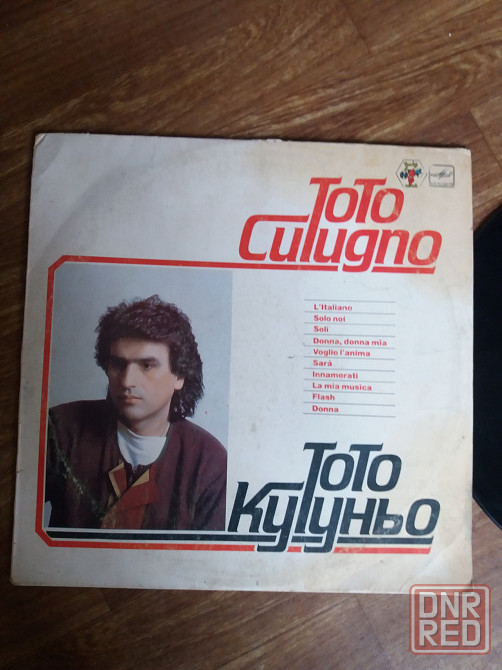 ToTo
Cutugno
L'Italiano
Solo noi
Soli
Donna, donna mia
Voglio l'anima
Sarà
Innamorati
La mia musica
Flash
Donna
ТоТо
Кутуньо
DNR
RED